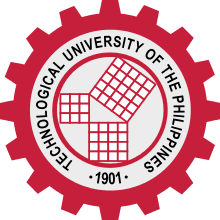 TECHNOLOGICAL UNIVERSITY OF THE PHILIPPINES
· 1901 ·